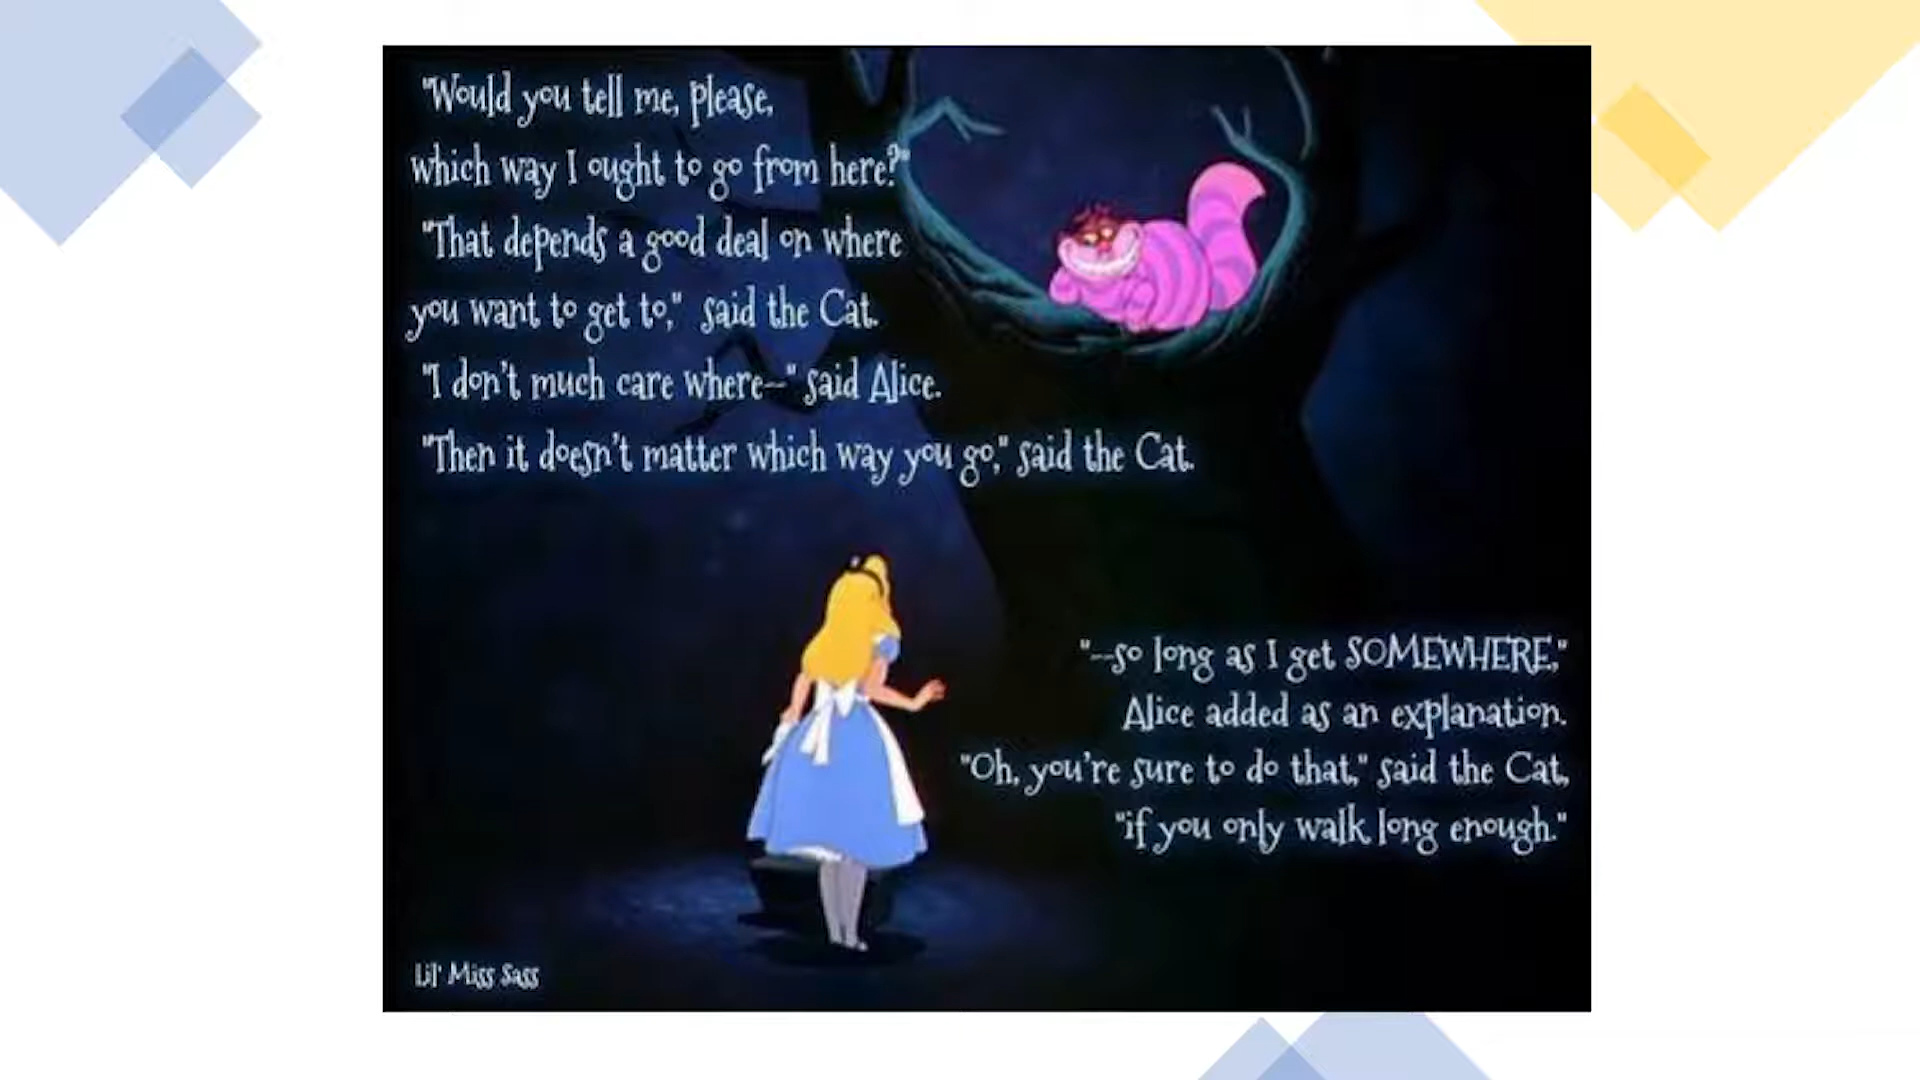 "Would you tell me, please,
which way I ought to go from here?"
"That depends a good deal on where
you want to get to," said the Cat.
"I don't much care where--" said Alice.
"Then it doesn't matter which way you go," said the Cat.
"--so long as I get SOMEWHERE,"
Alice added as an explanation.
"Oh, you're sure to do that," said the Cat,
"if you only walk long enough."
Lil' Miss Sass